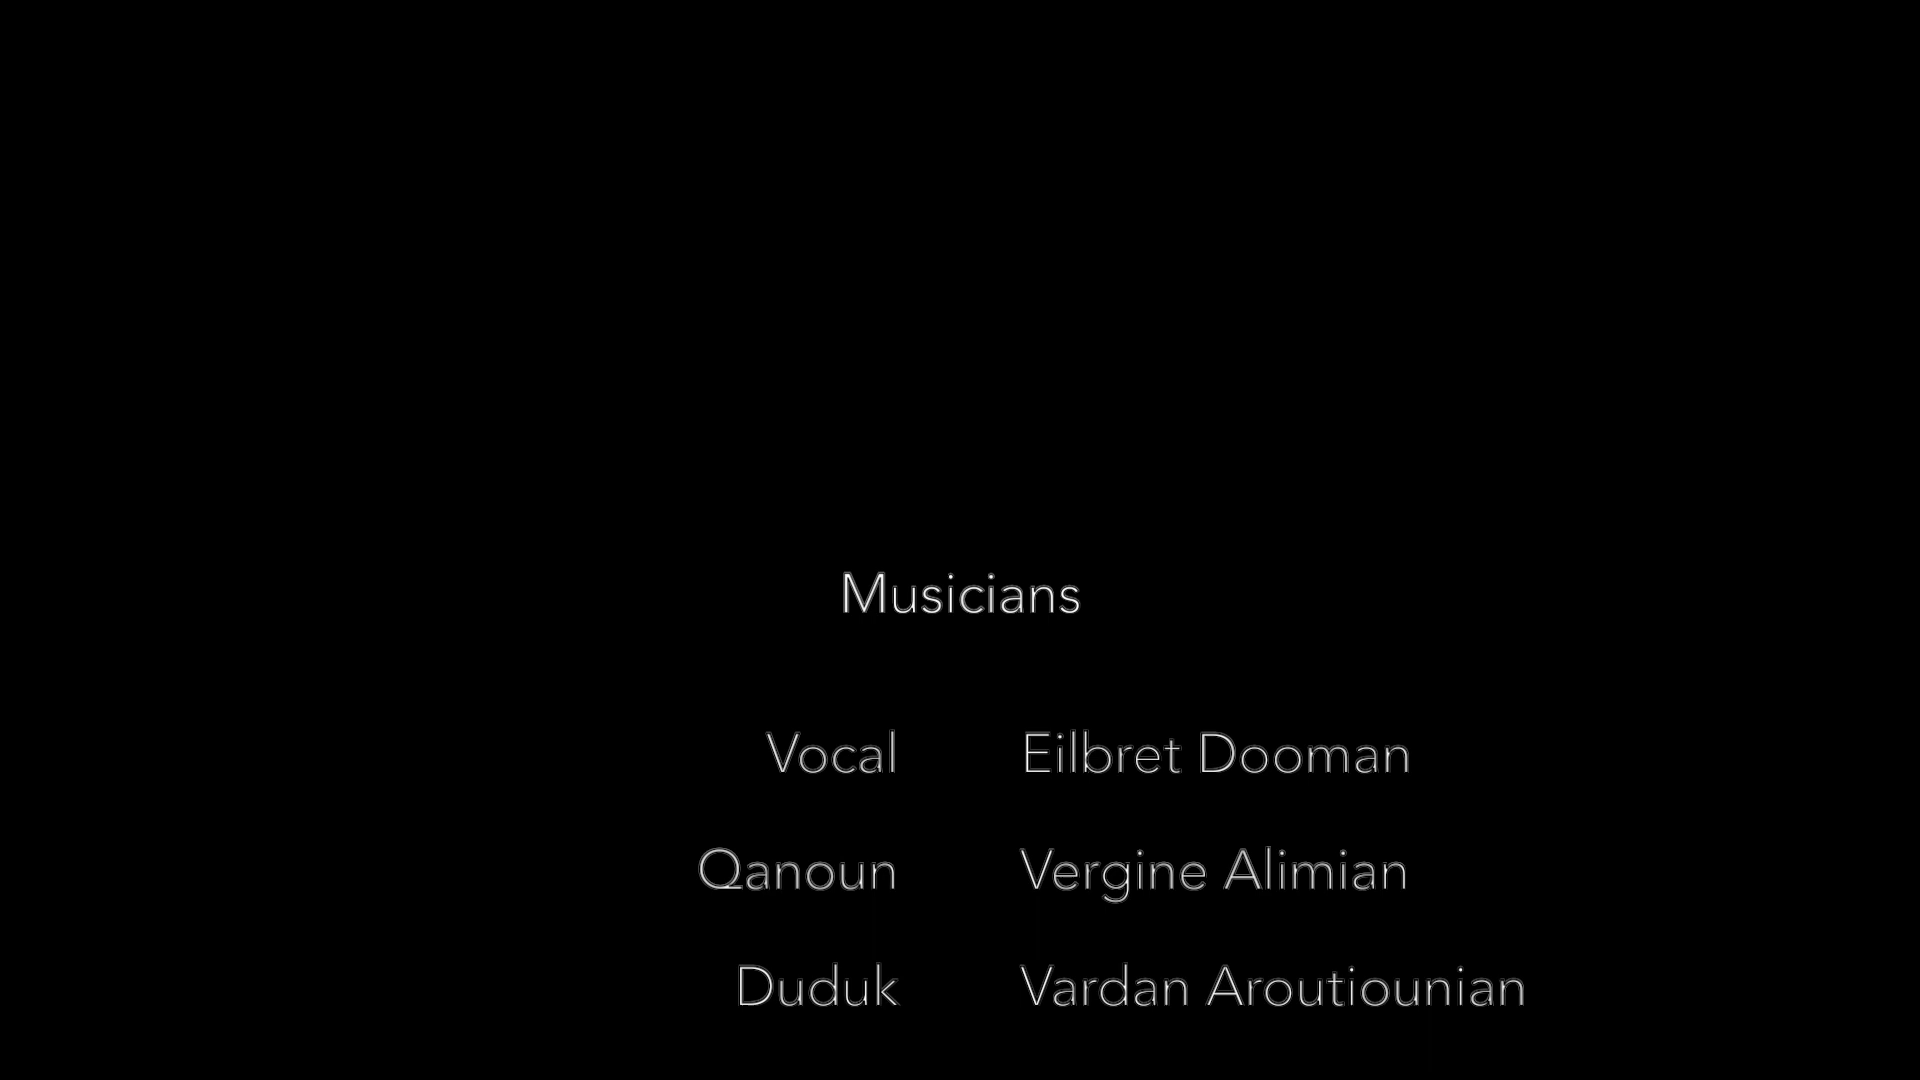 Musicians
Vocal Eilbret Dooman
Qanoun Vergine Alimian
Duduk Vardan Aroutiounian